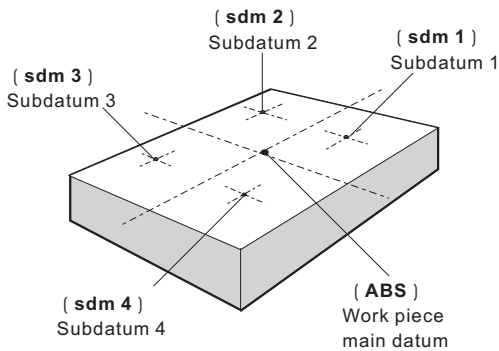 ( sdm 2 )
Subdatum 2
( sdm 1 )
Subdatum 1
( sdm 3 )
Subdatum 3
( sdm 4 )
Subdatum 4
( ABS )
Work piece
main datum